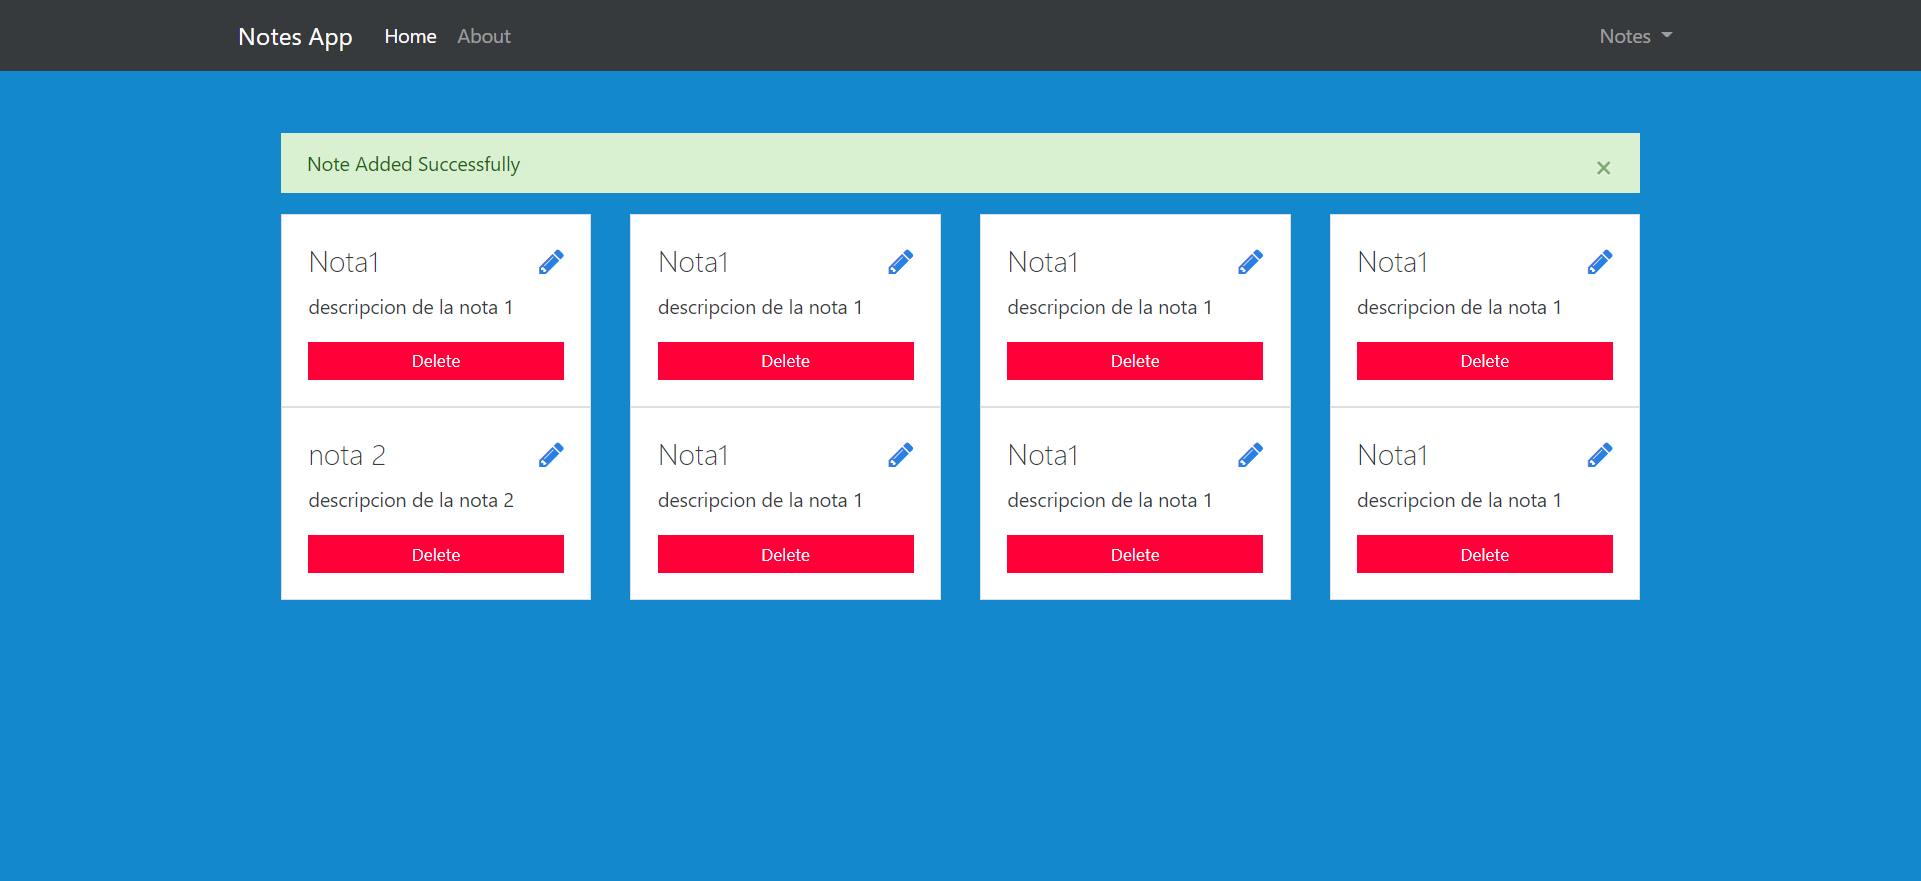 Notes App Home About Notes
Note Added Successfully ×
Nota1 Nota1 Nota1 Nota1
descripcion de la nota 1 descripcion de la nota 1 descripcion de la nota 1 descripcion de la nota 1
Delete Delete Delete Delete
nota 2 Nota1 Nota1 Nota1
descripcion de la nota 2 descripcion de la nota 1 descripcion de la nota 1 descripcion de la nota 1
Delete Delete Delete Delete